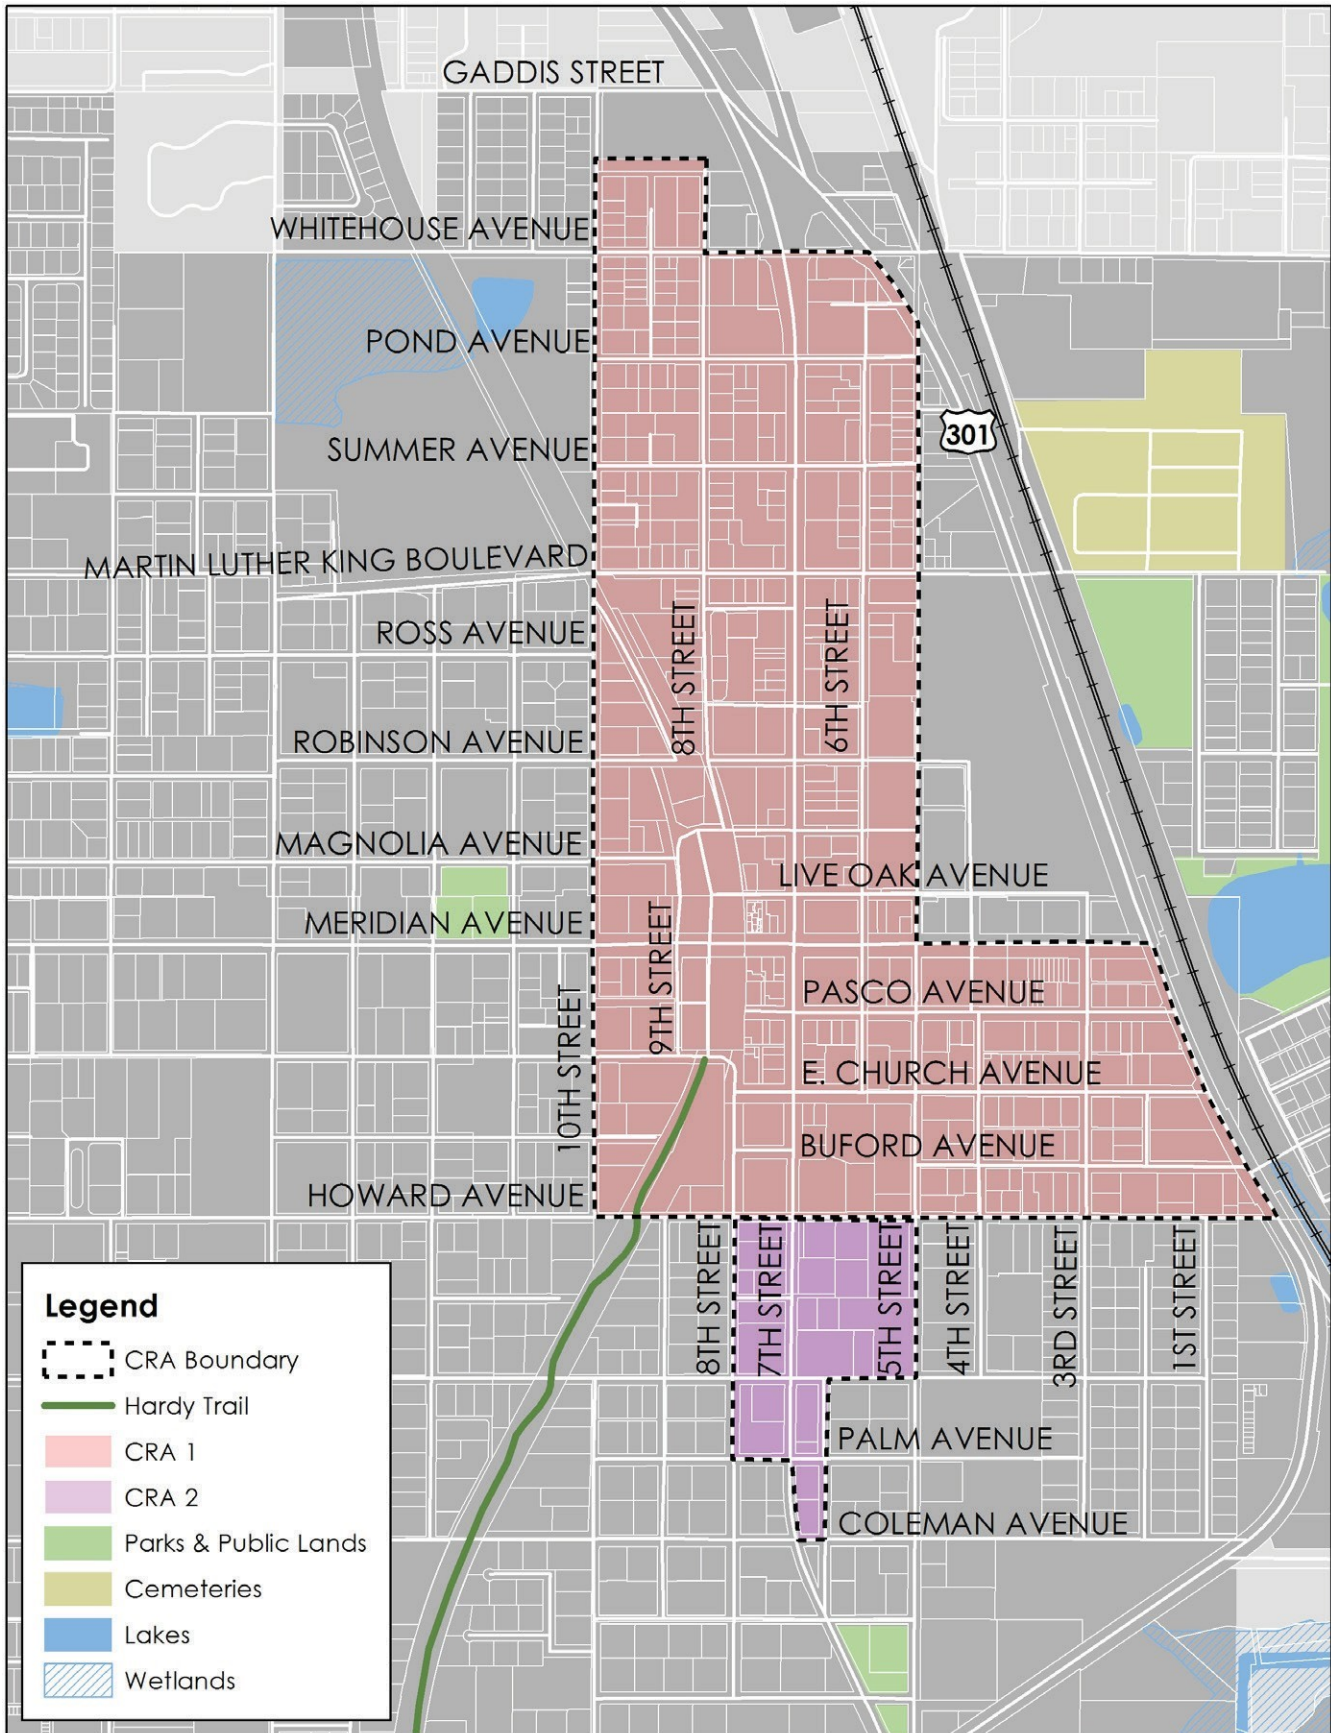 GADDIS STREET
WHITEHOUSE AVENUE
POND AVENUE
SUMMER AVENUE
301
MARTIN LUTHER KING BOULEVARD
ROSS AVENUE
8TH STREET
6TH STREET
ROBINSON AVENUE
MAGNOLIA AVENUE
LIVE OAK AVENUE
MERIDIAN AVENUE
9TH STREET
PASCO AVENUE
10TH STREET
E. CHURCH AVENUE
BUFORD AVENUE
HOWARD AVENUE
8TH STREET
7TH STREET
5TH STREET
4TH STREET
3RD STREET
1ST STREET
PALM AVENUE
COLEMAN AVENUE
Legend
CRA Boundary
Hardy Trail
CRA 1
CRA 2
Parks & Public Lands
Cemeteries
Lakes
Wetlands